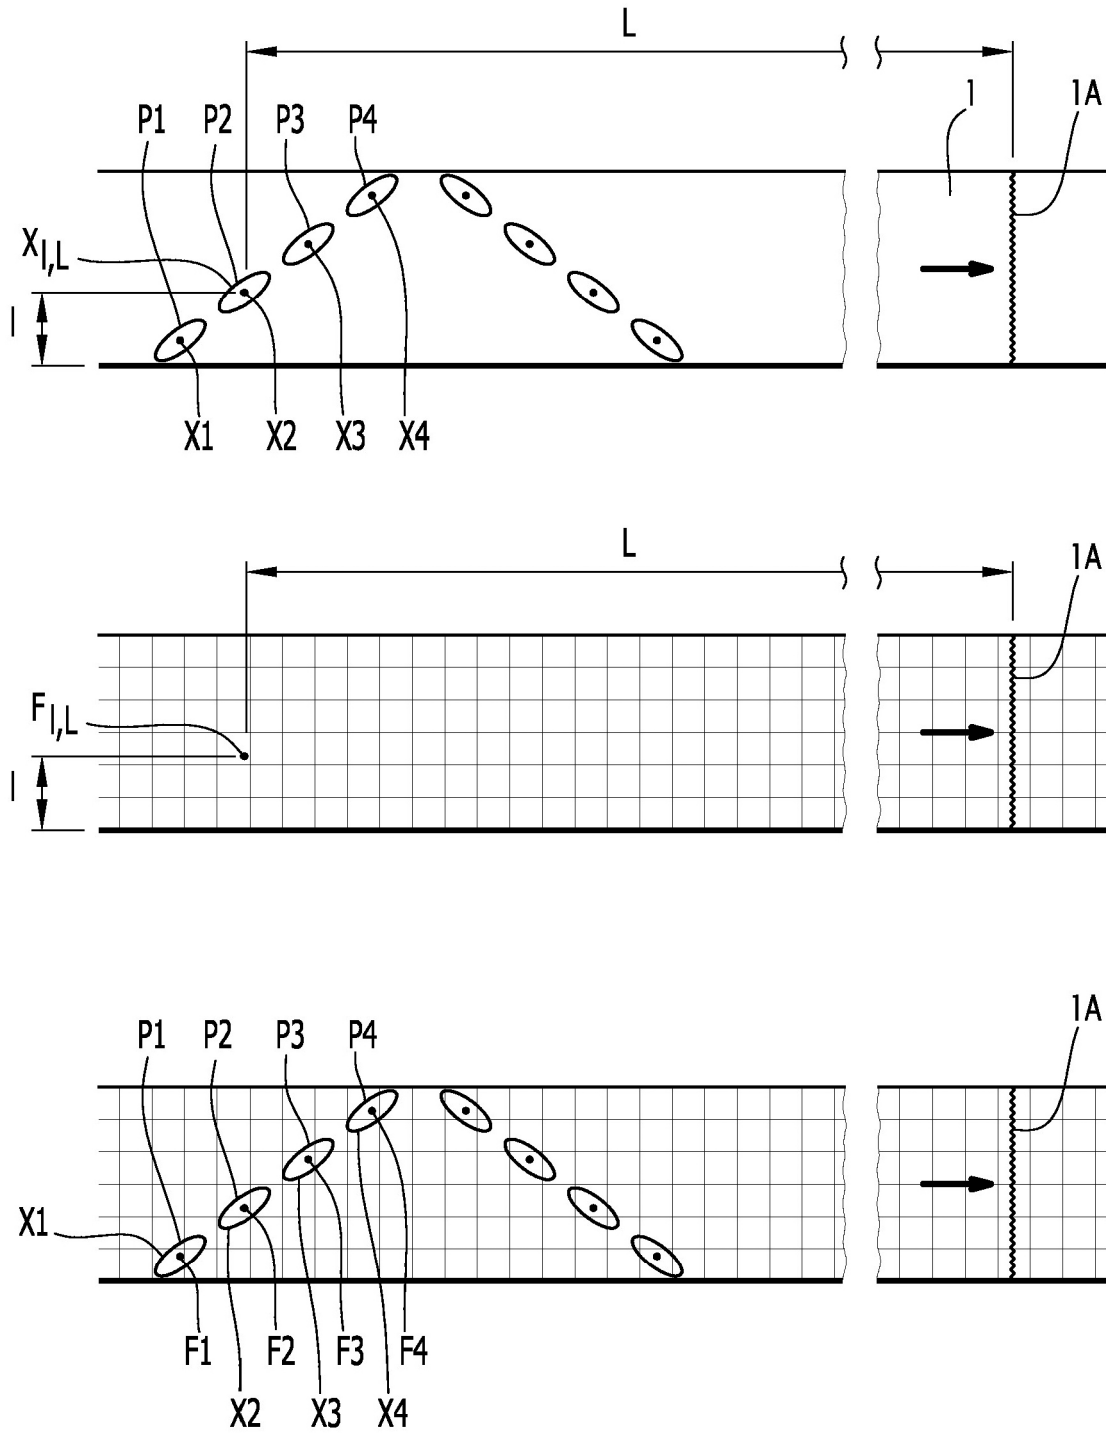 L
P1 P2 P3 P4 1 1A
X l,L
l
X1 X2 X3 X4
L
1A
F l,L
l
1A
P1 P2 P3 P4
X1
F1 F2 F3 F4
X2 X3 X4